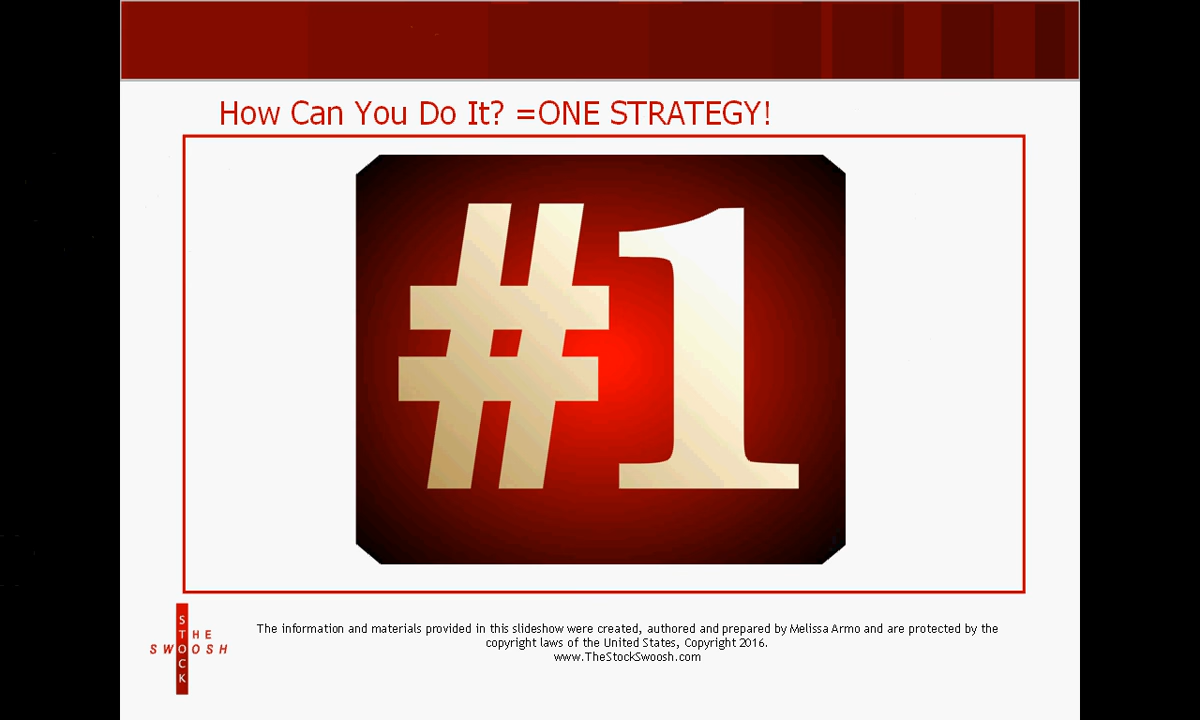 How Can You Do It? =ONE STRATEGY!
#1
THE
SWOOSH
STOCK
The information and materials provided in this slideshow were created, authored and prepared by Melissa Armo and are protected by the
copyright laws of the United States, Copyright 2016.
www.TheStockSwoosh.com